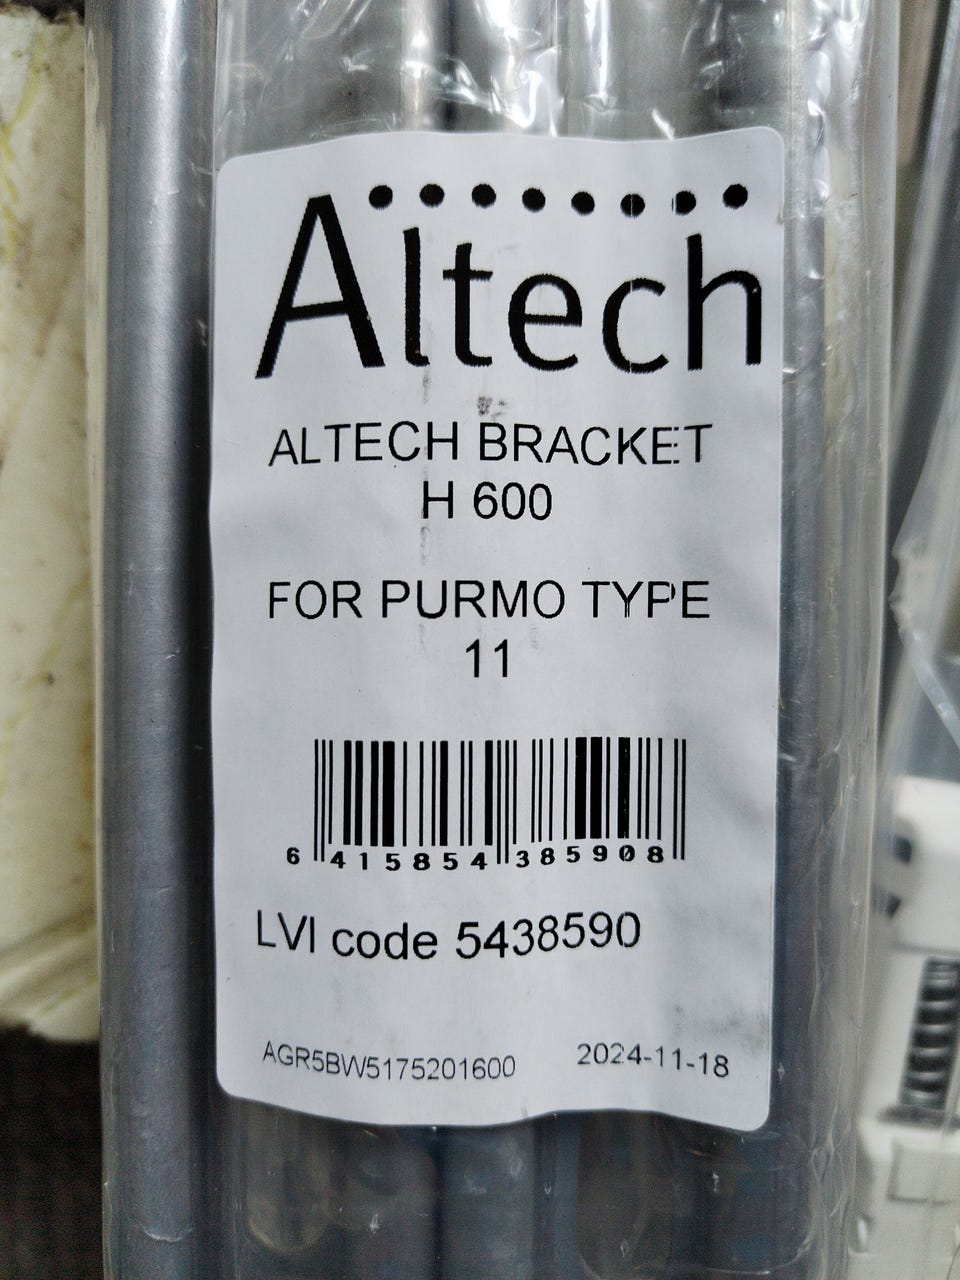 Altech
ALTECH BRACKET
H 600
FOR PURMO TYPE
11
6 415854 385908
LVI code 5438590
AGR5BW5175201600 2024-11-18